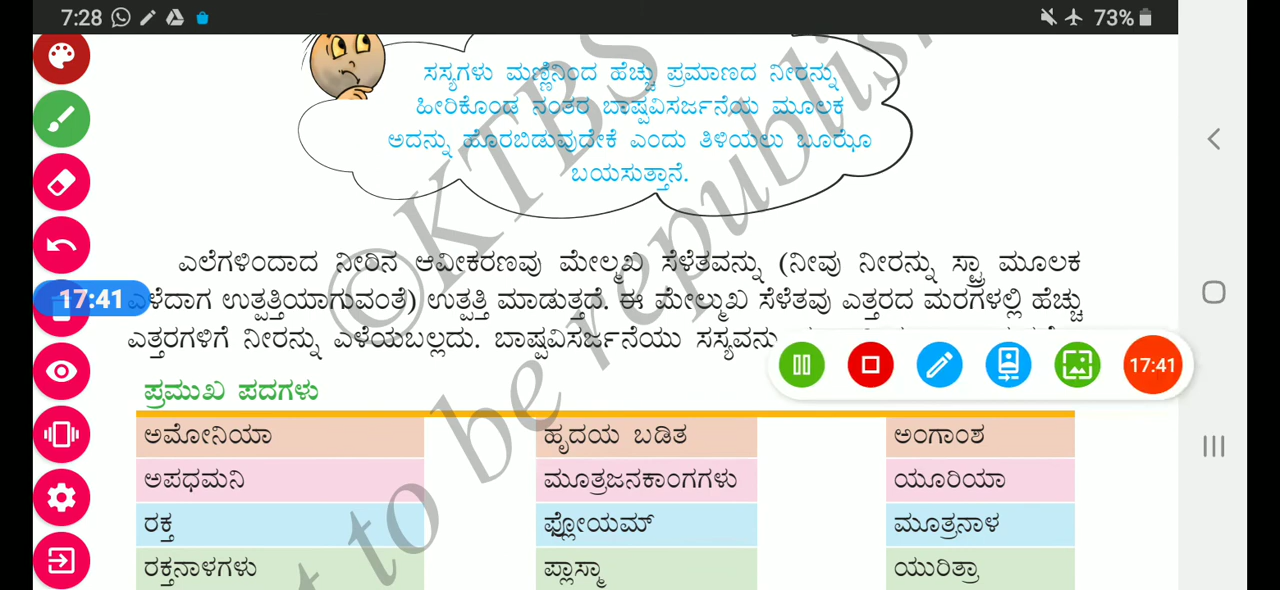 7:28
73%
ಸಸ್ಯಗಳು ಮಣ್ಣಿನಿಂದ ಹೆಚ್ಚು ಪ್ರಮಾಣದ ನೀರನ್ನು
ಹೀರಿಕೊಂಡ ನಂತರ ಬಾಷ್ಪವಿಸರ್ಜನೆಯ ಮೂಲಕ
ಅದನ್ನು ಹೊರಬಿಡುವುದೇಕೆ ಎಂದು ತಿಳಿಯಲು ಬೂಝೊ
ಬಯಸುತ್ತಾನೆ.
ಎಲೆಗಳಿಂದಾದ ನೀರಿನ ಆವೀಕರಣವು ಮೇಲ್ಮುಖ ಸೆಳೆತವನ್ನು (ನೀವು ನೀರನ್ನು ಸ್ಟ್ರಾ ಮೂಲಕ
17:41 ಎಳೆದಾಗ ಉತ್ಪತ್ತಿಯಾಗುವಂತೆ) ಉತ್ಪತ್ತಿ ಮಾಡುತ್ತದೆ. ಈ ಮೇಲ್ಮುಖ ಸೆಳೆತವು ಎತ್ತರದ ಮರಗಳಲ್ಲಿ ಹೆಚ್ಚು
ಎತ್ತರಗಳಿಗೆ ನೀರನ್ನು ಎಳೆಯಬಲ್ಲದು. ಬಾಷ್ಪವಿಸರ್ಜನೆಯು ಸಸ್ಯವನ್ನು
17:41
ಪ್ರಮುಖ ಪದಗಳು
ಅಮೋನಿಯಾ ಹೃದಯ ಬಡಿತ ಅಂಗಾಂಶ
ಅಪಧಮನಿ ಮೂತ್ರಜನಕಾಂಗಗಳು ಯೂರಿಯಾ
ರಕ್ತ ಫ್ಲೋಯಮ್ ಮೂತ್ರನಾಳ
ರಕ್ತನಾಳಗಳು ಪ್ಲಾಸ್ಮಾ ಯುರಿತ್ರಾ
©KTBS
to be republish